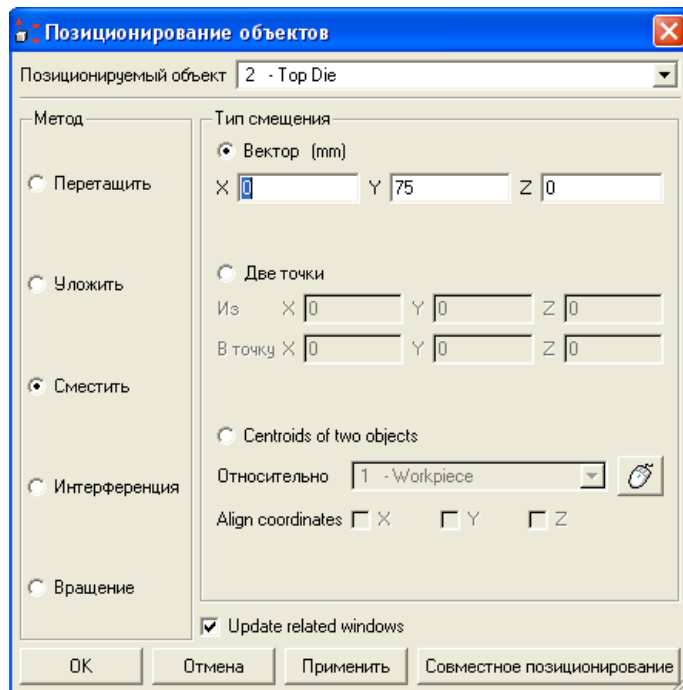 Позиционирование объектов
Позиционируемый объект 2 - Top Die
Метод
Перетащить
Уложить
Сместить
Интерференция
Вращение
Тип смещения
Вектор (mm)
X 0 Y 75 Z 0
Две точки
Из X 0 Y 0 Z 0
В точку X 0 Y 0 Z 0
Centroids of two objects
Относительно 1 - Workpiece
Align coordinates X Y Z
Update related windows
OK Отмена Применить Совместное позиционирование